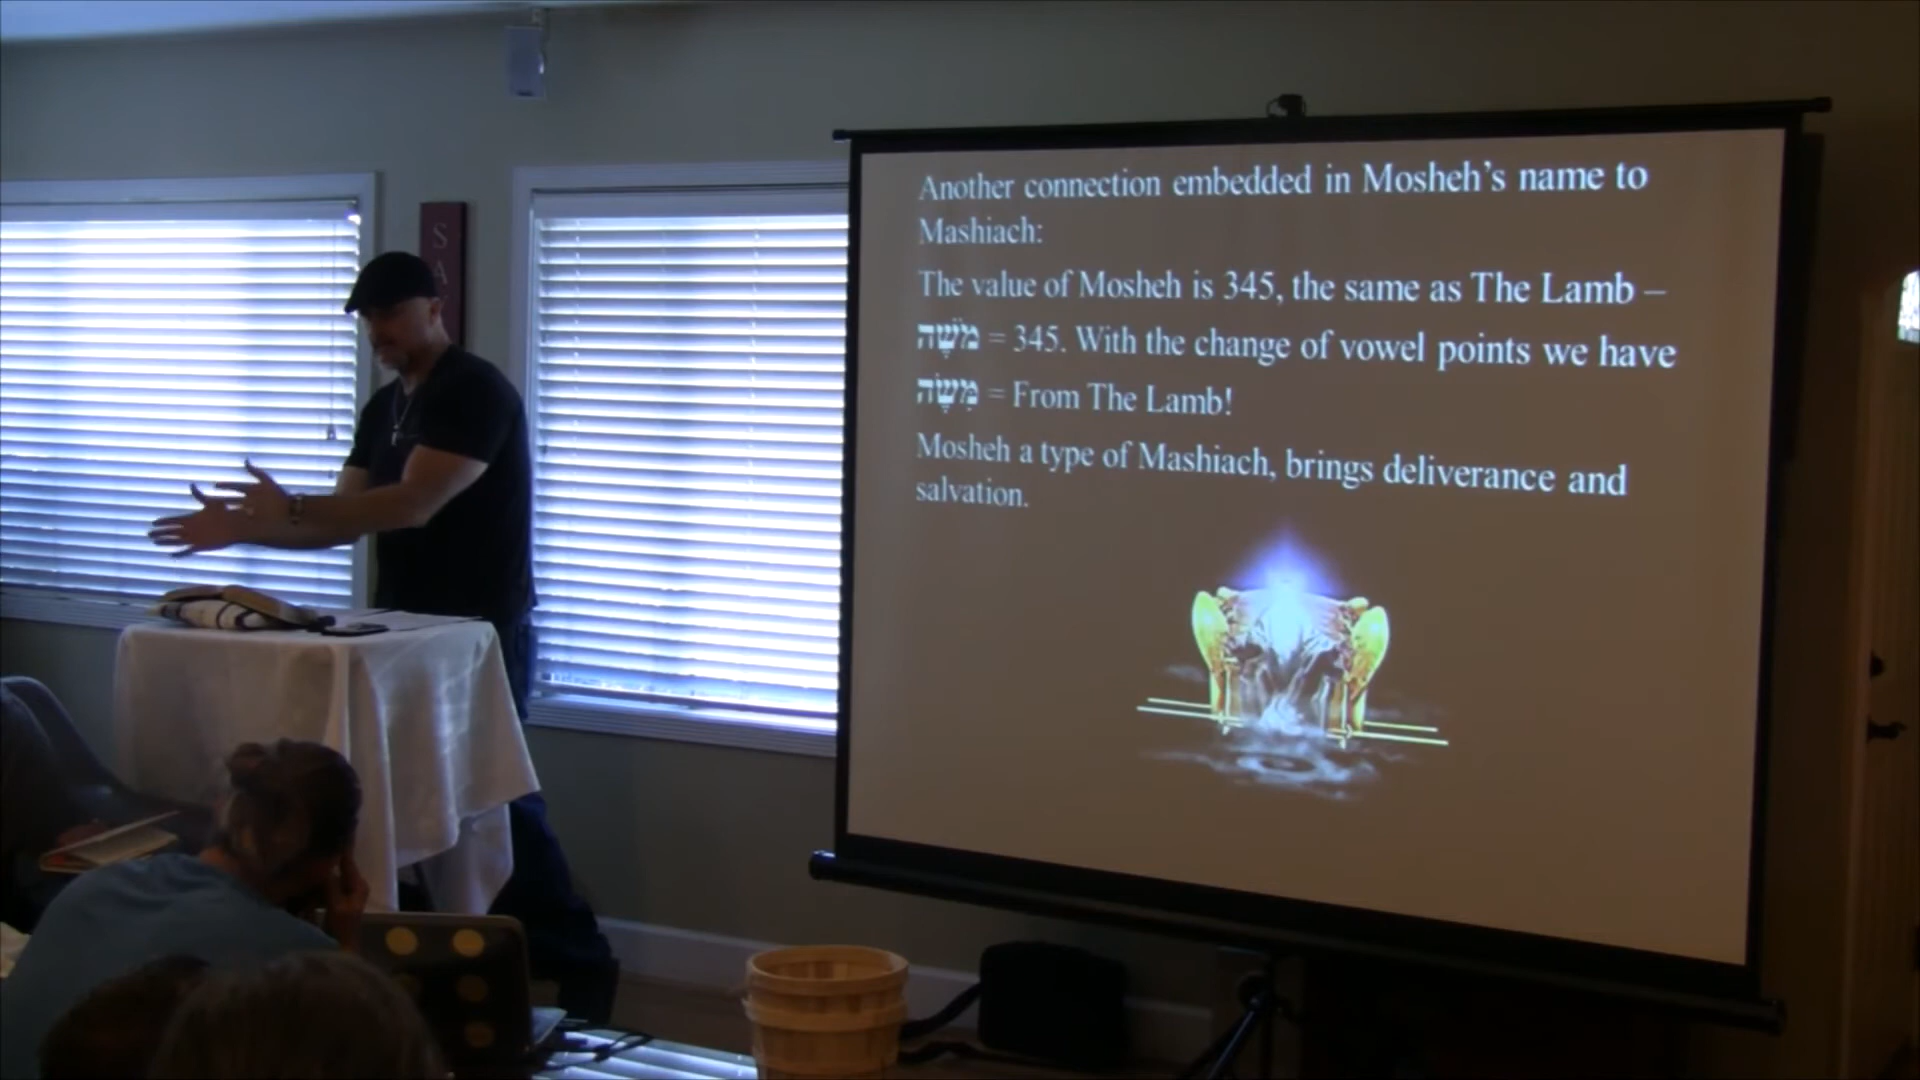 S
A
Another connection embedded in Mosheh's name to
Mashiach:
The value of Mosheh is 345, the same as The Lamb –
מֹשֶׁה = 345. With the change of vowel points we have
מִשֶּׂה = From The Lamb!
Mosheh a type of Mashiach, brings deliverance and
salvation.